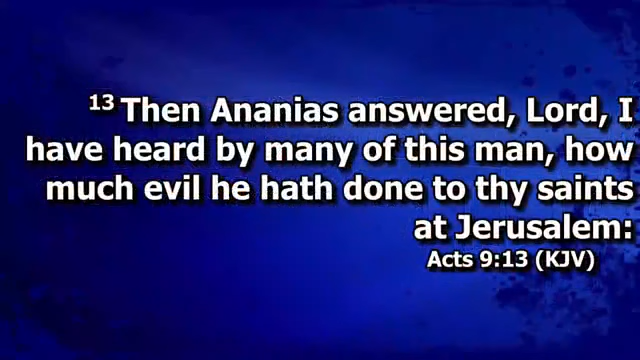 13 Then Ananias answered, Lord, I
have heard by many of this man, how
much evil he hath done to thy saints
at Jerusalem:
Acts 9:13 (KJV)